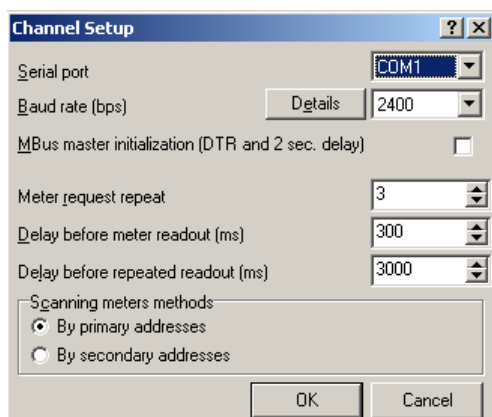 Channel Setup
Serial port COM1
Baud rate (bps) Details 2400
MBus master initialization (DTR and 2 sec. delay)
Meter request repeat 3
Delay before meter readout (ms) 300
Delay before repeated readout (ms) 3000
Scanning meters methods
By primary addresses
By secondary addresses
OK Cancel